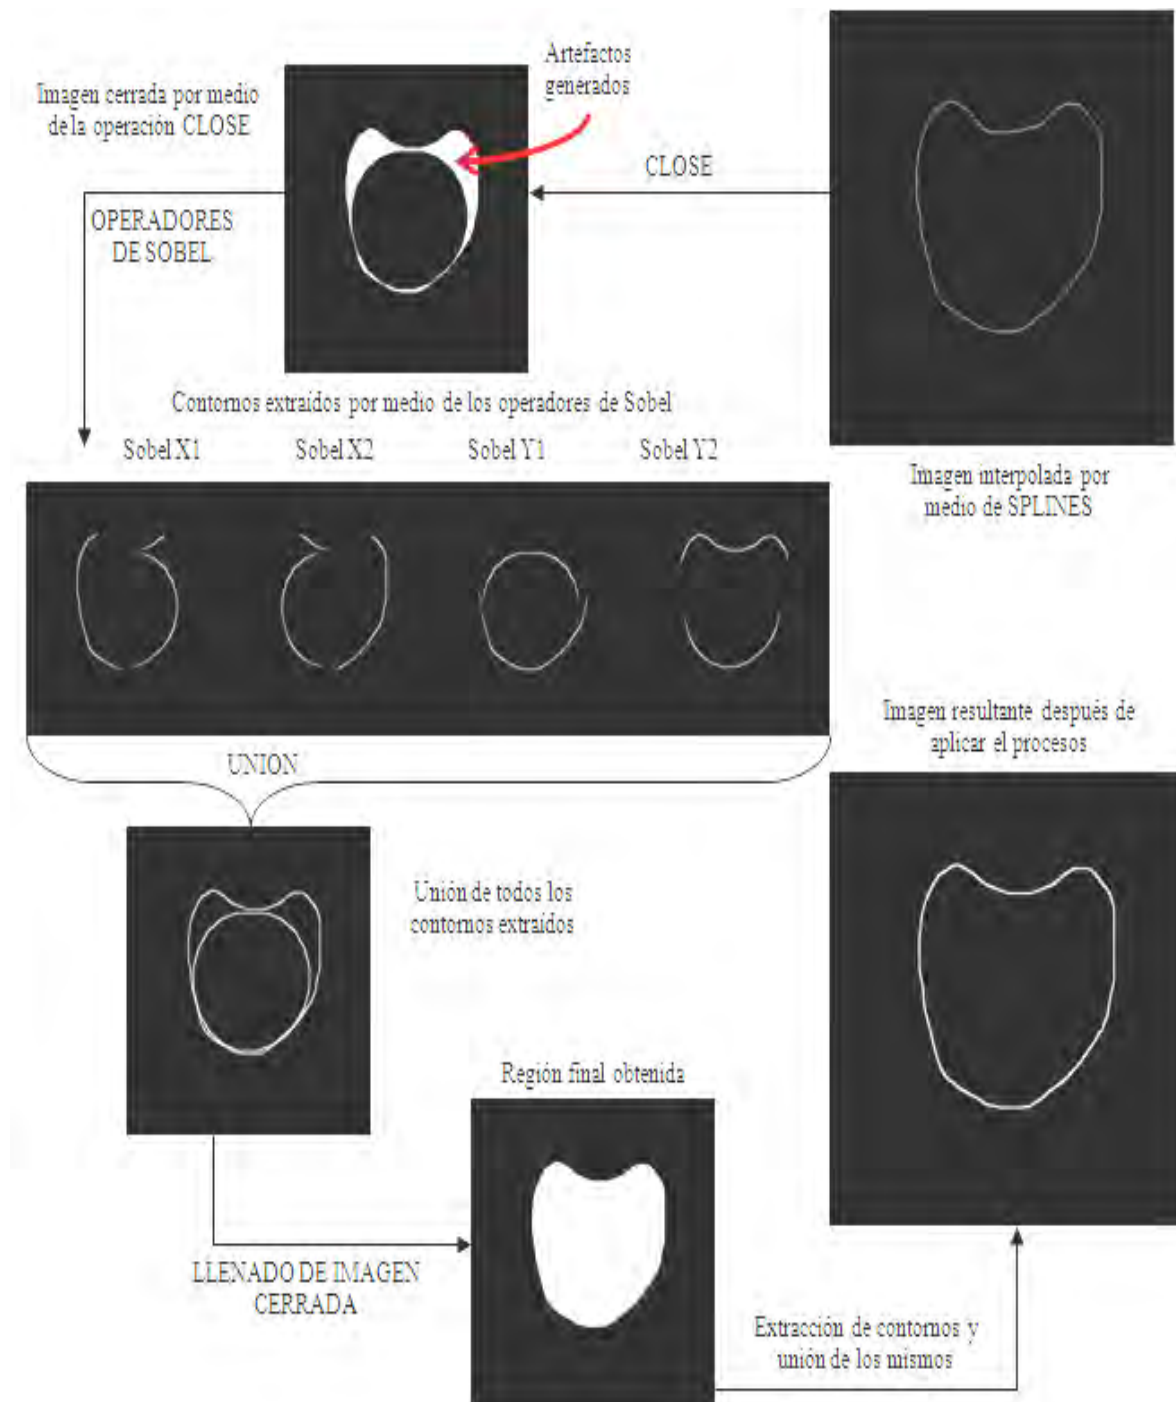 Artefactos
generados
Imagen cerrada por medio
de la operación CLOSE
CLOSE
OPERADORES
DE SOBEL
Contornos extraidos por medio de los operadores de Sobel
Sobel X1
Sobel X2
Sobel Y1
Sobel Y2
Imagen interpolada por
medio de SPLINES
Imagen resultante después de
aplicar el procesos
UNION
Unión de todos los
contornos extraídos
Región final obtenida
LLENADO DE IMAGEN
CERRADA
Extracción de contornos y
unión de los mismos